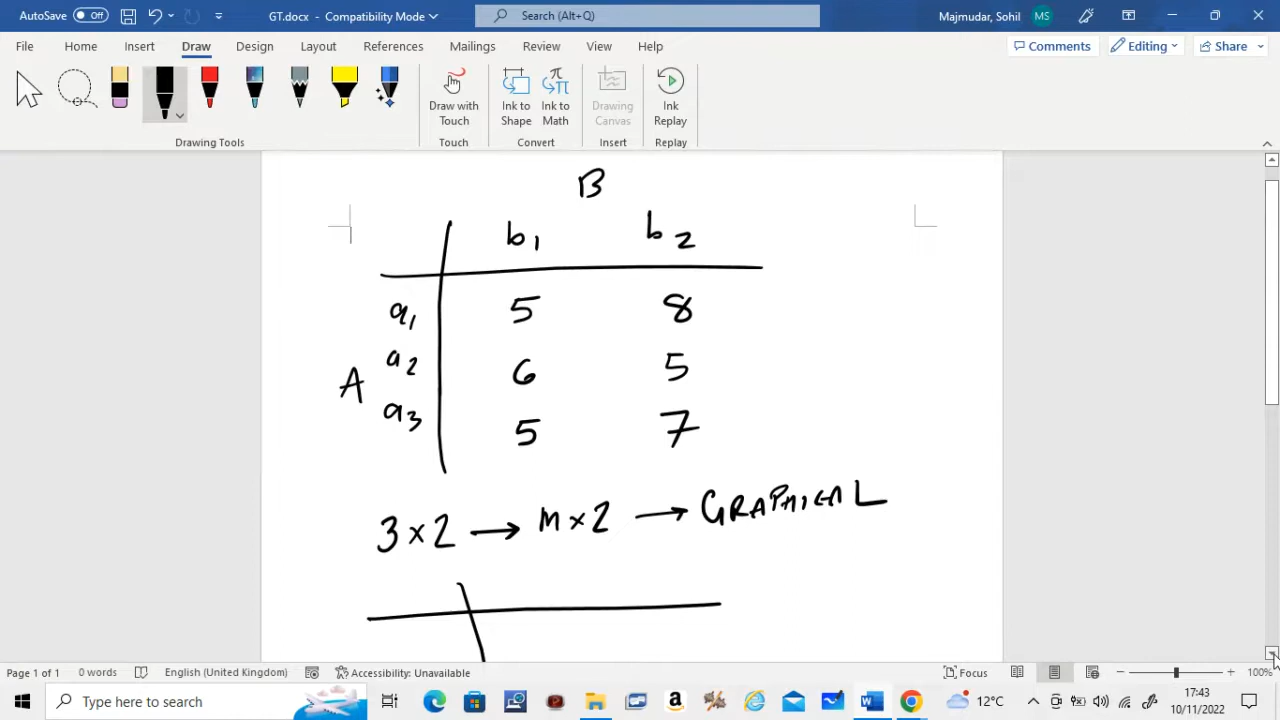 AutoSave Off GT.docx - Compatibility Mode Search (Alt+Q) Majmudar, Sohil MS
File Home Insert Draw Design Layout References Mailings Review View Help Comments Editing Share
Draw with Touch Ink to Shape Ink to Math Drawing Canvas Ink Replay
Drawing Tools Touch Convert Insert Replay
B
b1 b2
a1 5 8
a2 6 5
A
a3 5 7
3×2 → m×2 → GRAPHICAL
Page 1 of 1 0 words English (United Kingdom) Accessibility: Unavailable Focus 100%
Type here to search 12°C 17:43
10/11/2022